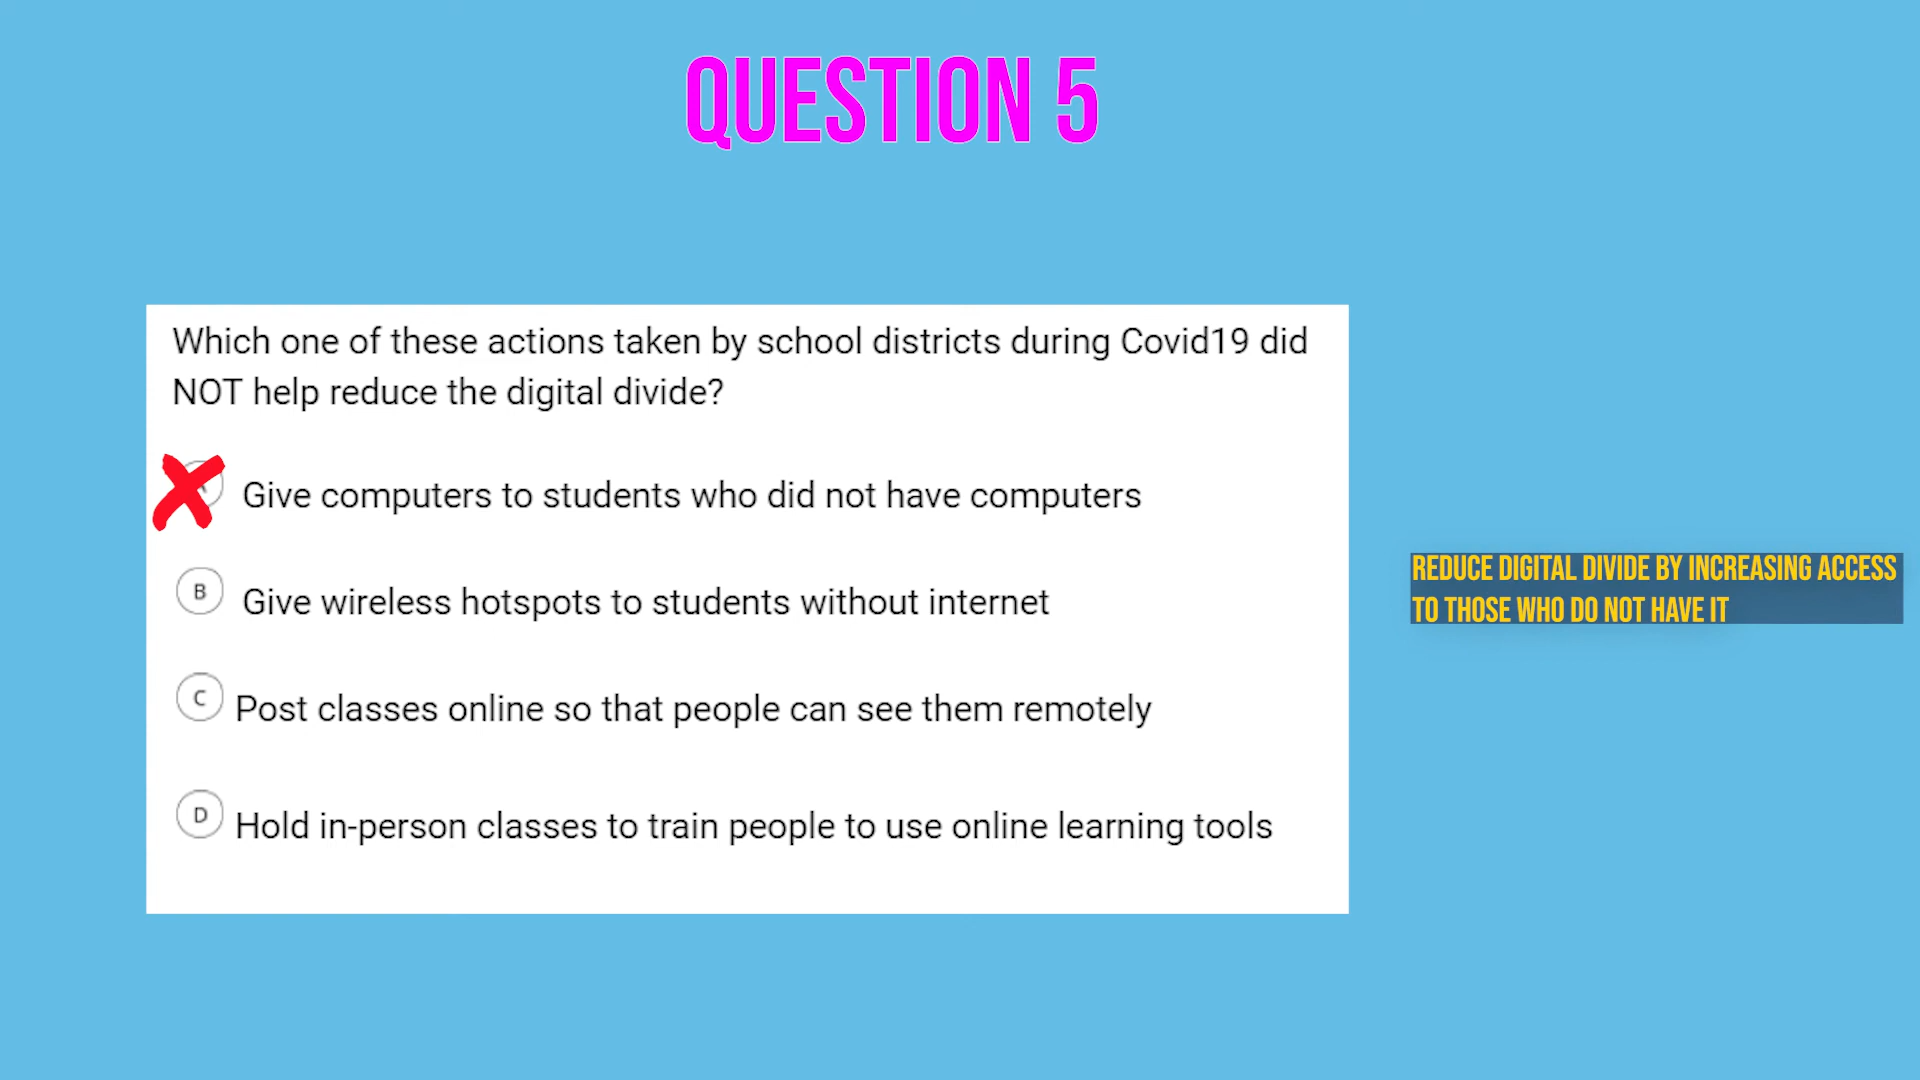 QUESTION 5
Which one of these actions taken by school districts during Covid19 did
NOT help reduce the digital divide?
Give computers to students who did not have computers
B Give wireless hotspots to students without internet
C Post classes online so that people can see them remotely
D Hold in-person classes to train people to use online learning tools
REDUCE DIGITAL DIVIDE BY INCREASING ACCESS
TO THOSE WHO DO NOT HAVE IT